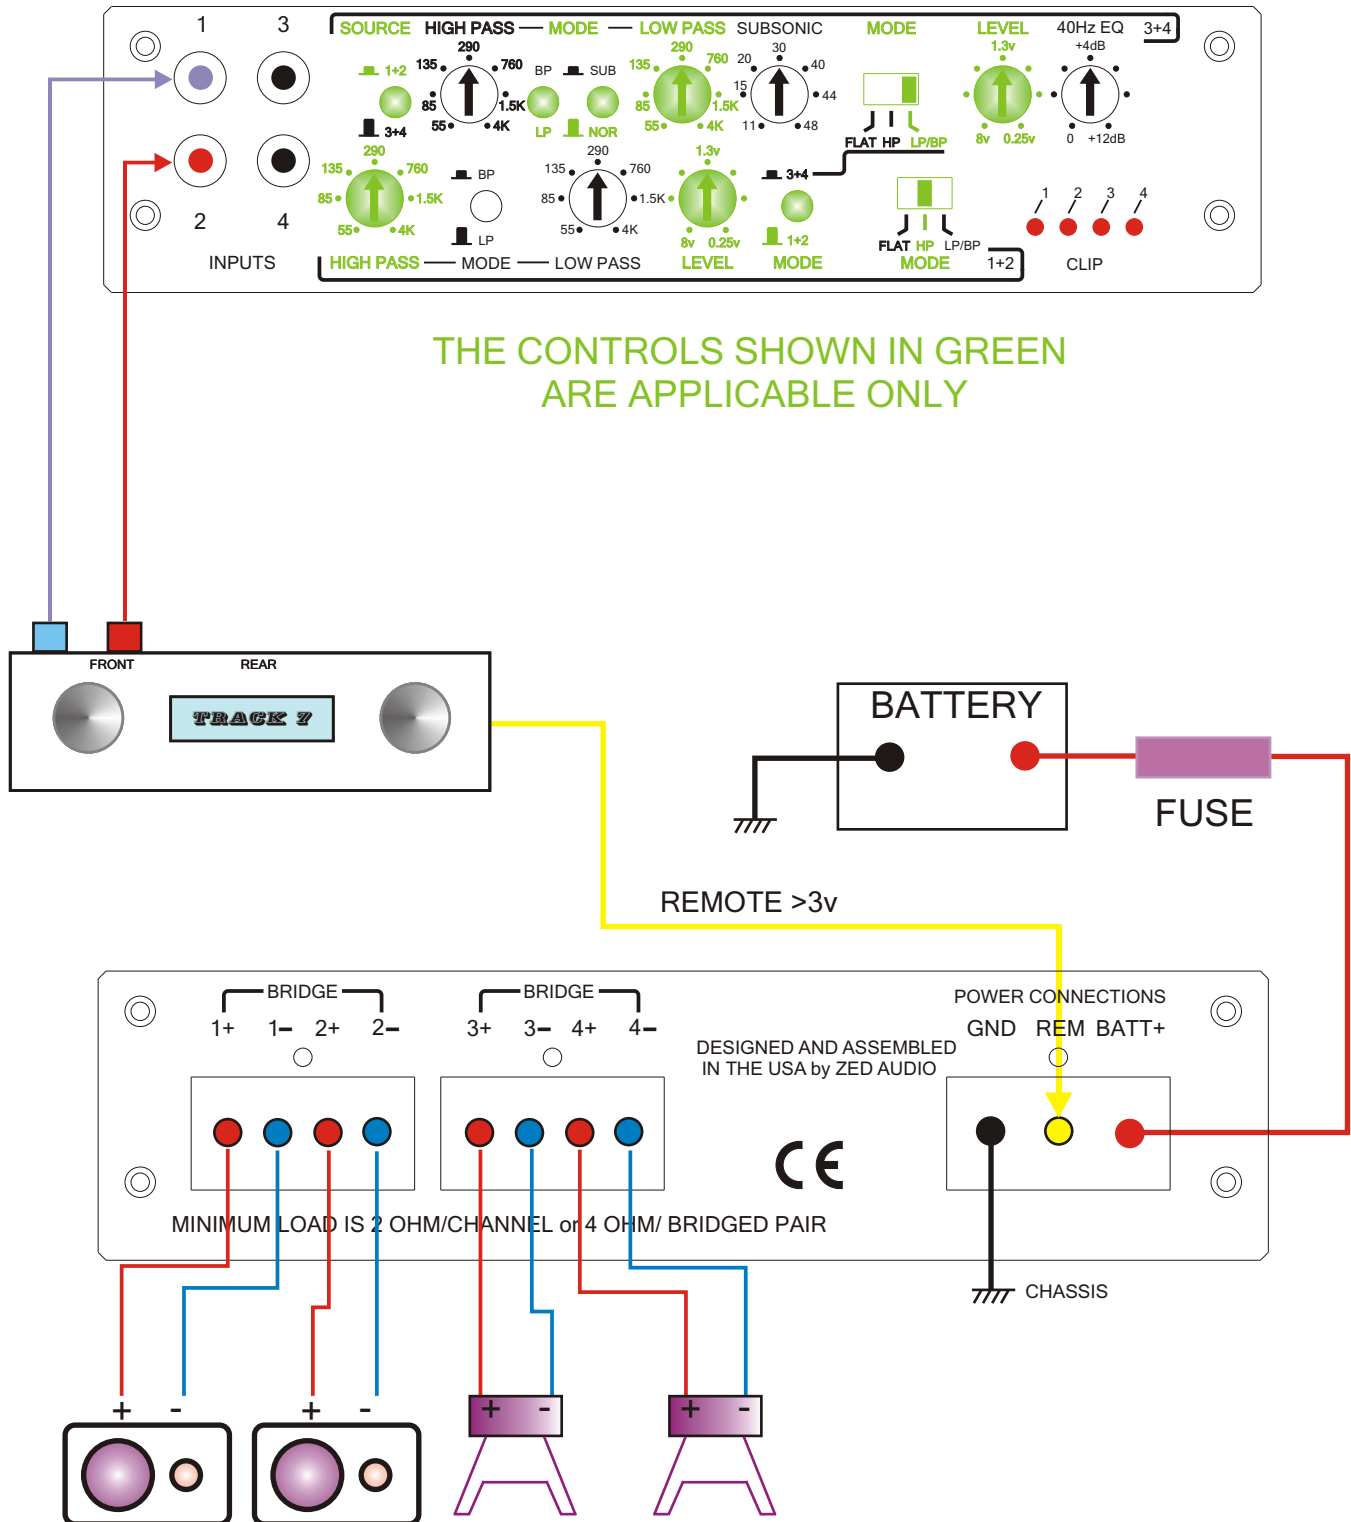 1 3
SOURCE HIGH PASS MODE LOW PASS SUBSONIC MODE LEVEL 40Hz EQ 3+4
290 290 30 1.3v +4dB
135 760 BP SUB 135 760 20 40
1+2
85 1.5K 85 1.5K 15 44
3+4 55 4K LP NOR 55 4K 11 48 FLAT HP LP/BP 8v 0.25v 0 +12dB
290 290 1.3v
135 760 BP 135 760 3+4
85 1.5K 85 1.5K 1 2 3 4
55 4K LP 55 4K 8v 0.25v 1+2 FLAT HP LP/BP
2 4
INPUTS HIGH PASS MODE LOW PASS LEVEL MODE MODE 1+2 CLIP
THE CONTROLS SHOWN IN GREEN
ARE APPLICABLE ONLY
FRONT REAR
TRACK 7
BATTERY
FUSE
REMOTE >3v
BRIDGE BRIDGE
1+ 1- 2+ 2- 3+ 3- 4+ 4-
POWER CONNECTIONS
GND REM BATT+
DESIGNED AND ASSEMBLED
IN THE USA by ZED AUDIO
CE
MINIMUM LOAD IS 2 OHM/CHANNEL or 4 OHM/ BRIDGED PAIR
CHASSIS
+ - + - + - + -